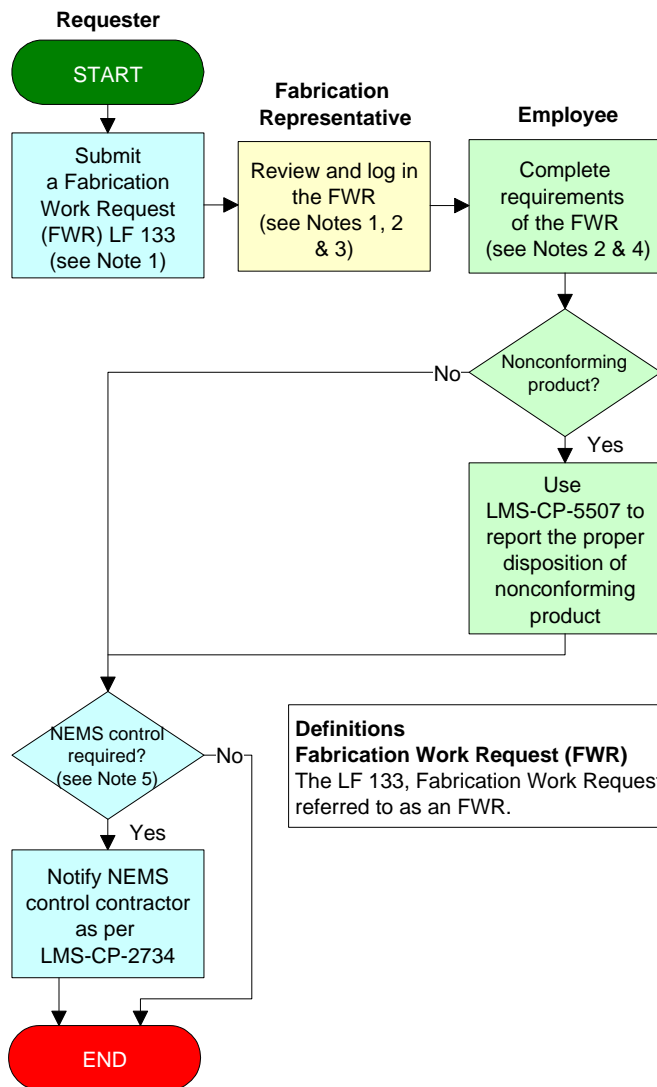 Requester
START
Submit
a Fabrication
Work Request
(FWR) LF 133
(see Note 1)
Fabrication
Representative
Review and log in
the FWR
(see Notes 1, 2
& 3)
Employee
Complete
requirements
of the FWR
(see Notes 2 & 4)
Nonconforming
product?
No
Yes
Use
LMS-CP-5507 to
report the proper
disposition of
nonconforming
product
NEMS control
required?
(see Note 5)
No
Yes
Notify NEMS
control contractor
as per
LMS-CP-2734
END
Definitions
Fabrication Work Request (FWR)
The LF 133, Fabrication Work Request
referred to as an FWR.